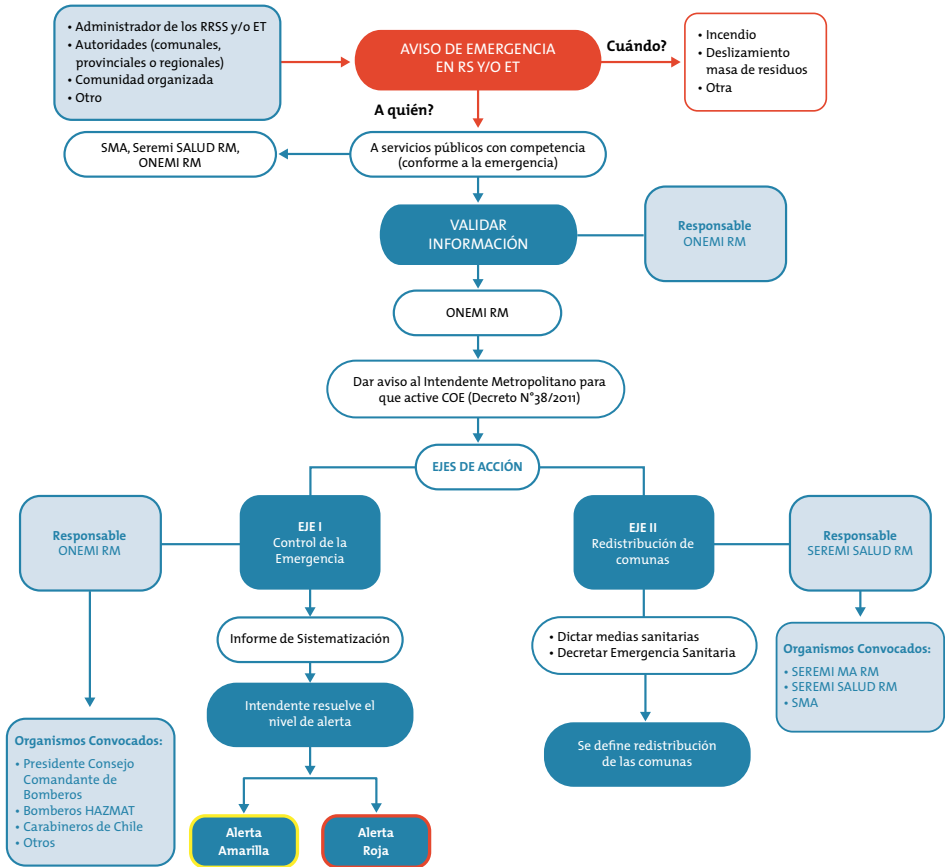 • Administrador de los RRSS y/o ET
• Autoridades (comunales,
provinciales o regionales)
• Comunidad organizada
• Otro
AVISO DE EMERGENCIA
EN RS Y/O ET
Cuándo?
• Incendio
• Deslizamiento
masa de residuos
• Otra
A quién?
SMA, Seremi SALUD RM,
ONEMI RM
A servicios públicos con competencia
(conforme a la emergencia)
VALIDAR
INFORMACIÓN
Responsable
ONEMI RM
ONEMI RM
Dar aviso al Intendente Metropolitano para
que active COE (Decreto N°38/2011)
EJES DE ACCIÓN
Responsable
ONEMI RM
EJE I
Control de la
Emergencia
EJE II
Redistribución de
comunas
Responsable
SEREMI SALUD RM
Informe de Sistematización
• Dictar medias sanitarias
• Decretar Emergencia Sanitaria
Organismos Convocados:
• SEREMI MA RM
• SEREMI SALUD RM
• SMA
Intendente resuelve el
nivel de alerta
Se define redistribución
de las comunas
Organismos Convocados:
• Presidente Consejo
Comandante de
Bomberos
• Bomberos HAZMAT
• Carabineros de Chile
• Otros
Alerta
Amarilla
Alerta
Roja